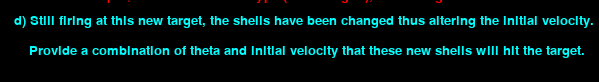 d) Still firing at this new target, the shells have been changed thus altering the initial velocity.
Provide a combination of theta and initial velocity that these new shells will hit the target.